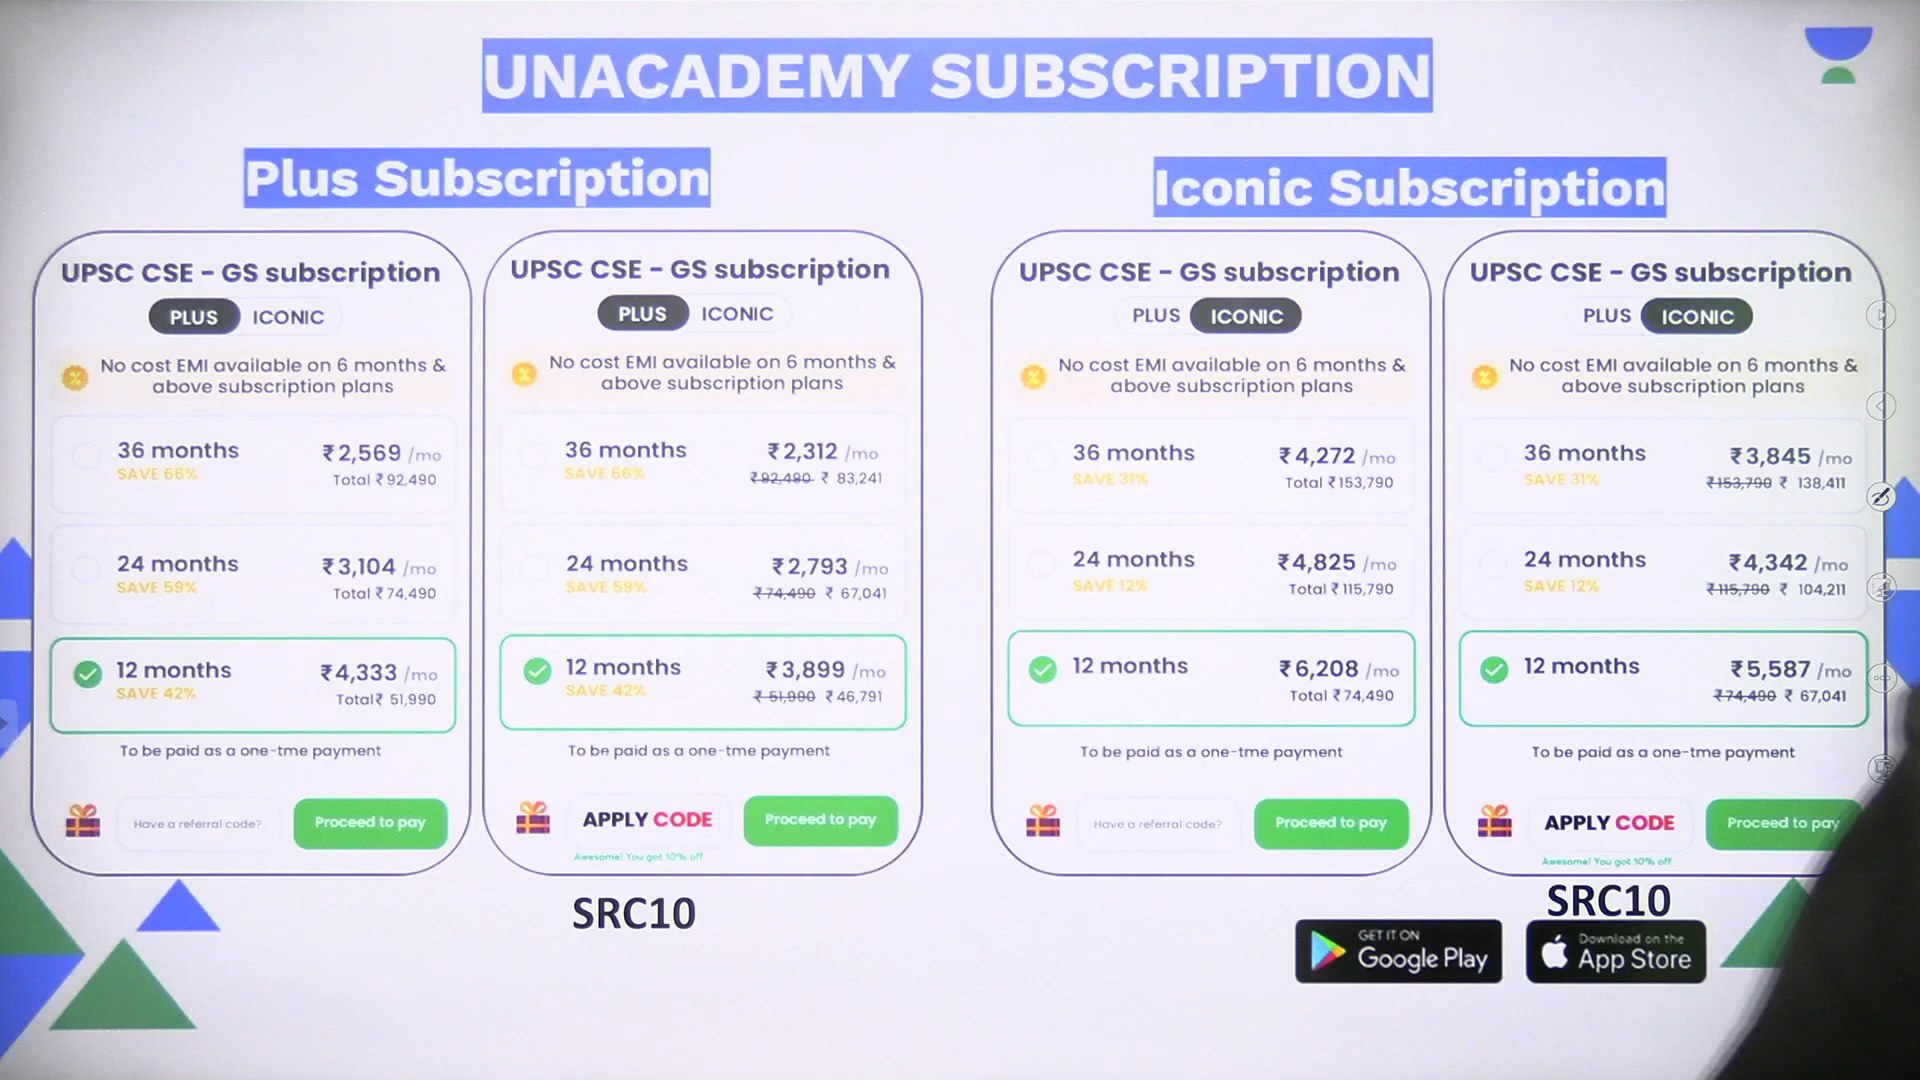 UNACADEMY SUBSCRIPTION
Plus Subscription
UPSC CSE - GS subscription
PLUS ICONIC
No cost EMI available on 6 months &
above subscription plans
36 months ₹2,569 /mo
SAVE 66% Total ₹92,490
24 months ₹3,104 /mo
SAVE 59% Total ₹74,490
12 months ₹4,333 /mo
SAVE 42% Total₹ 51,990
To be paid as a one-tme payment
Have a referral code? Proceed to pay
UPSC CSE - GS subscription
PLUS ICONIC
No cost EMI available on 6 months &
above subscription plans
36 months ₹2,312 /mo
SAVE 66% ₹92,490 ₹ 83,241
24 months ₹2,793 /mo
SAVE 59% ₹74,490 ₹ 67,041
12 months ₹3,899 /mo
SAVE 42% ₹ 51,990 ₹46,791
To be paid as a one-tme payment
APPLY CODE Proceed to pay
Awesome! You got 10% off
SRC10
Iconic Subscription
UPSC CSE - GS subscription
PLUS ICONIC
No cost EMI available on 6 months &
above subscription plans
36 months ₹4,272 /mo
SAVE 31% Total ₹153,790
24 months ₹4,825 /mo
SAVE 12% Total ₹115,790
12 months ₹6,208 /mo
Total ₹74,490
To be paid as a one-tme payment
Have a referral code? Proceed to pay
UPSC CSE - GS subscription
PLUS ICONIC
No cost EMI available on 6 months &
above subscription plans
36 months ₹3,845 /mo
SAVE 31% ₹153,790 ₹ 138,411
24 months ₹4,342 /mo
SAVE 12% ₹115,790 ₹ 104,211
12 months ₹5,587 /mo
₹74,490 ₹ 67,041
To be paid as a one-tme payment
APPLY CODE Proceed to pay
Awesome! You got 10% off
SRC10
GET IT ON
Google Play
Download on the
App Store